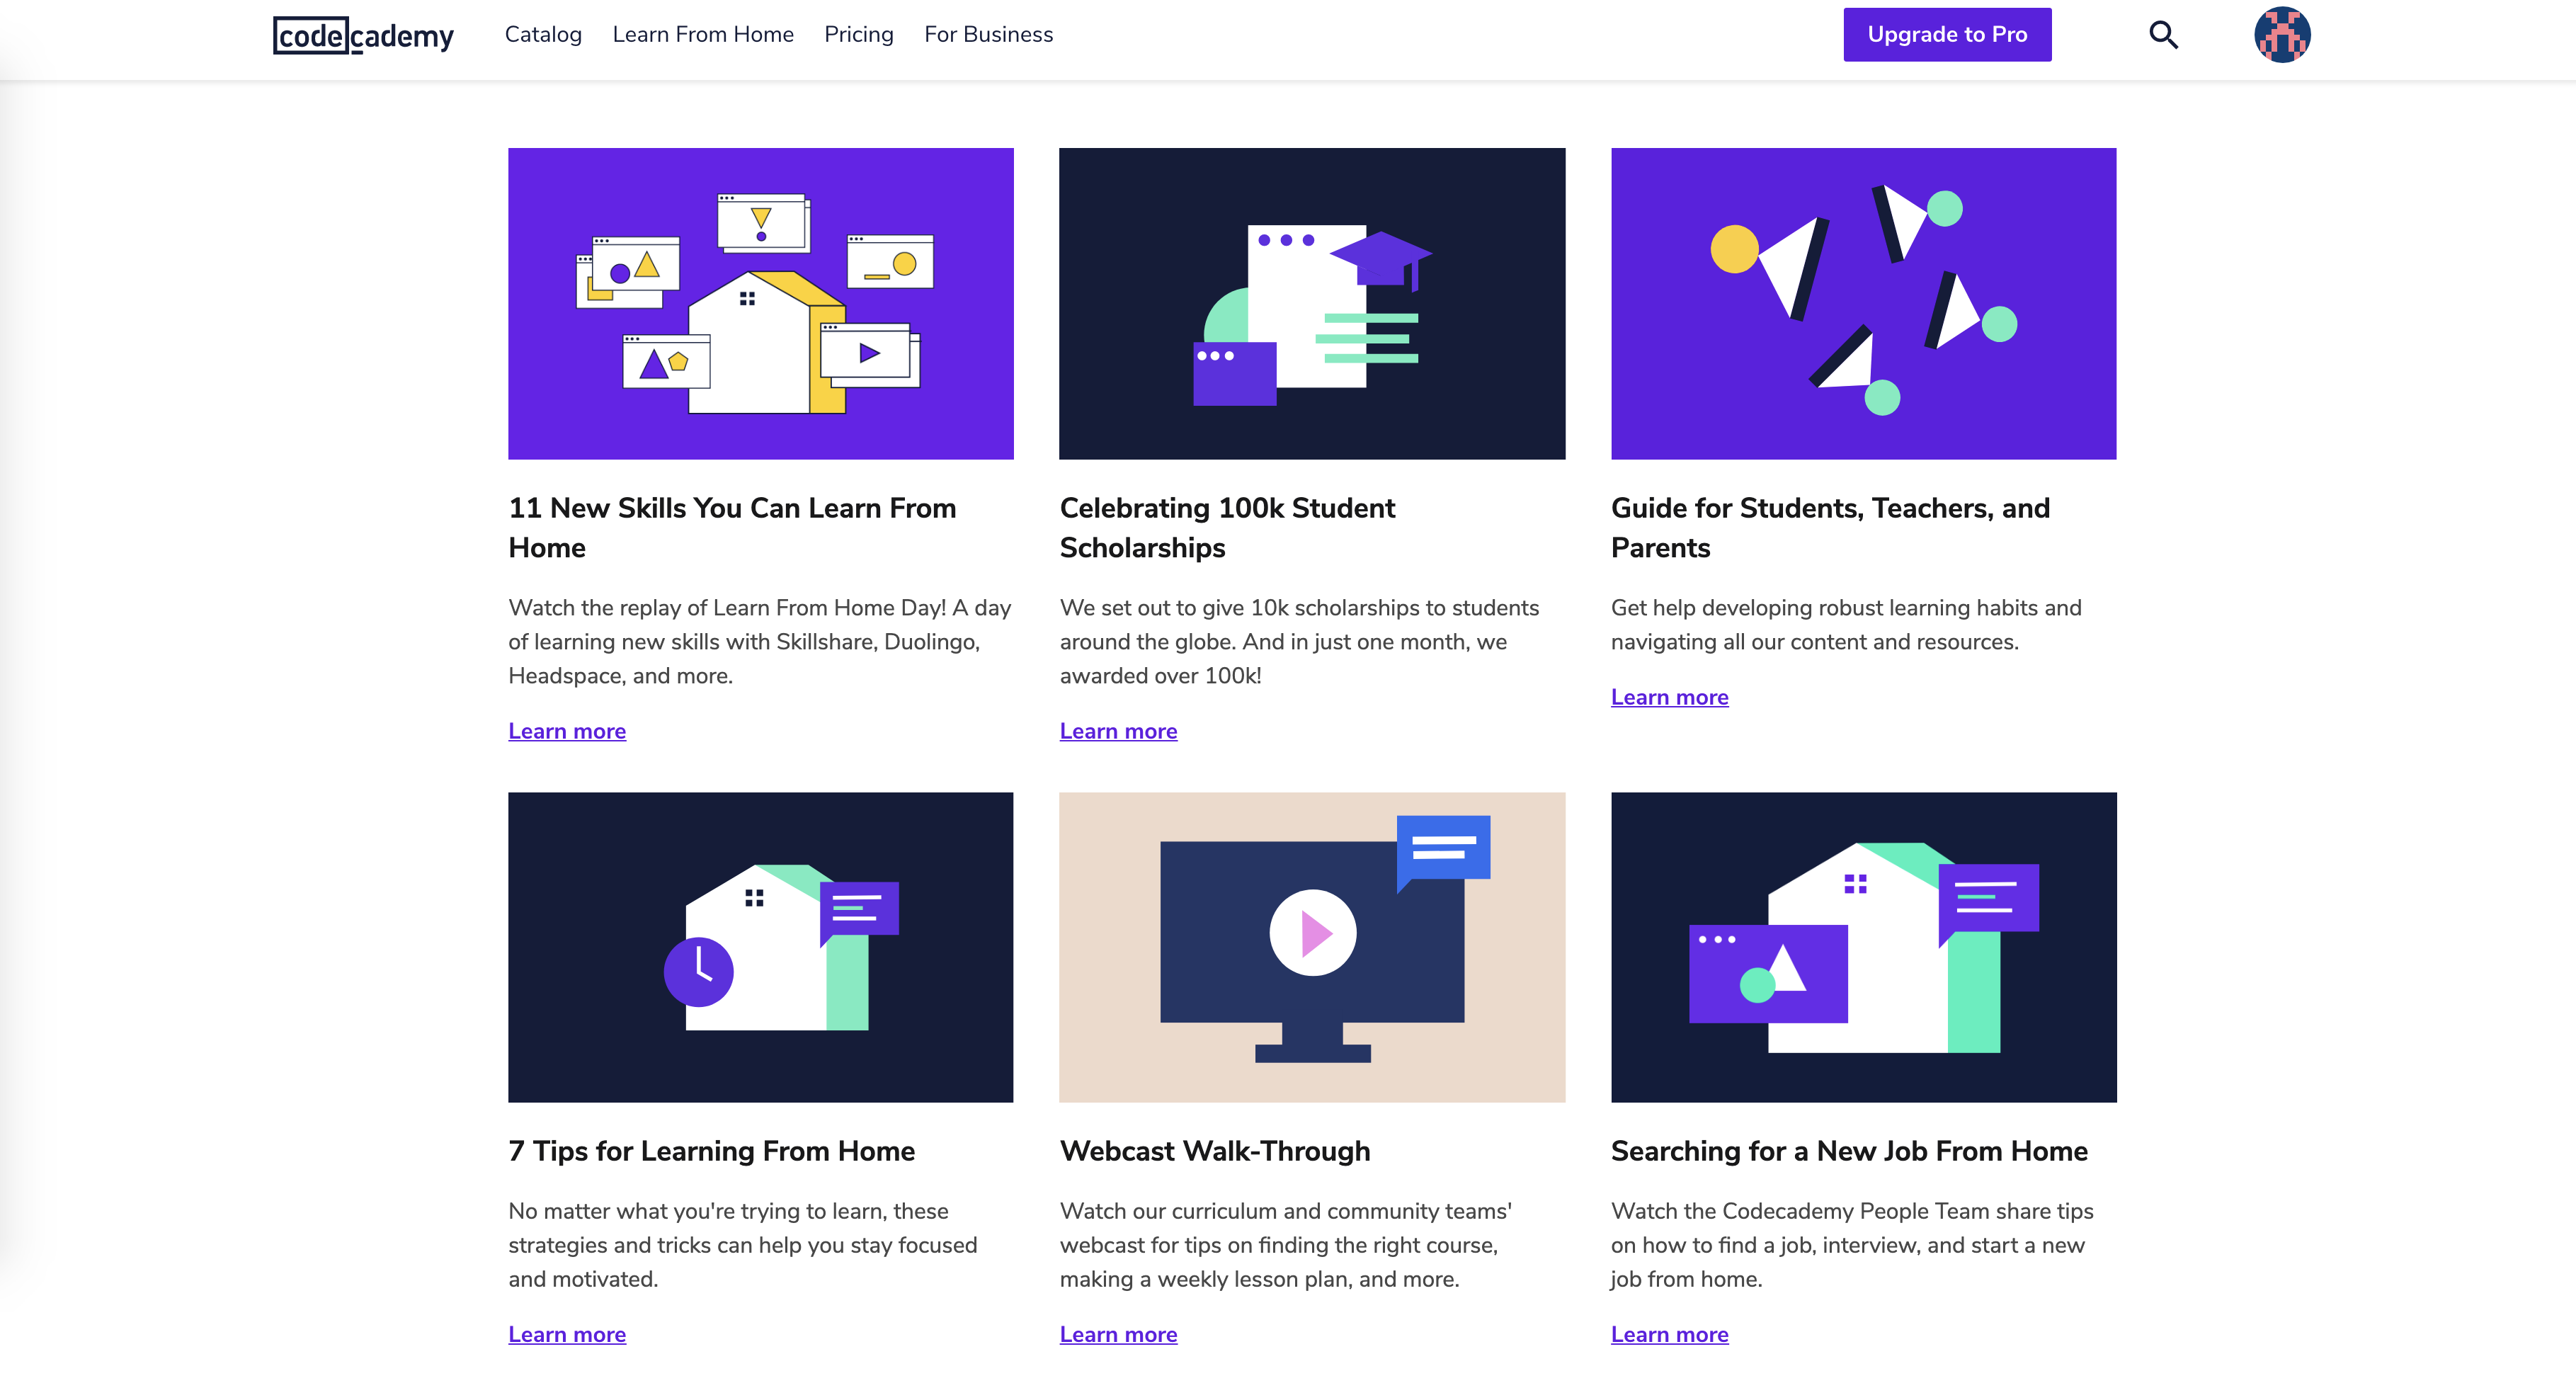 codecademy
Catalog
Learn From Home
Pricing
For Business
Upgrade to Pro
11 New Skills You Can Learn From
Home
Watch the replay of Learn From Home Day! A day
of learning new skills with Skillshare, Duolingo,
Headspace, and more.
Learn more
Celebrating 100k Student
Scholarships
We set out to give 10k scholarships to students
around the globe. And in just one month, we
awarded over 100k!
Learn more
Guide for Students, Teachers, and
Parents
Get help developing robust learning habits and
navigating all our content and resources.
Learn more
7 Tips for Learning From Home
No matter what you're trying to learn, these
strategies and tricks can help you stay focused
and motivated.
Learn more
Webcast Walk-Through
Watch our curriculum and community teams'
webcast for tips on finding the right course,
making a weekly lesson plan, and more.
Learn more
Searching for a New Job From Home
Watch the Codecademy People Team share tips
on how to find a job, interview, and start a new
job from home.
Learn more